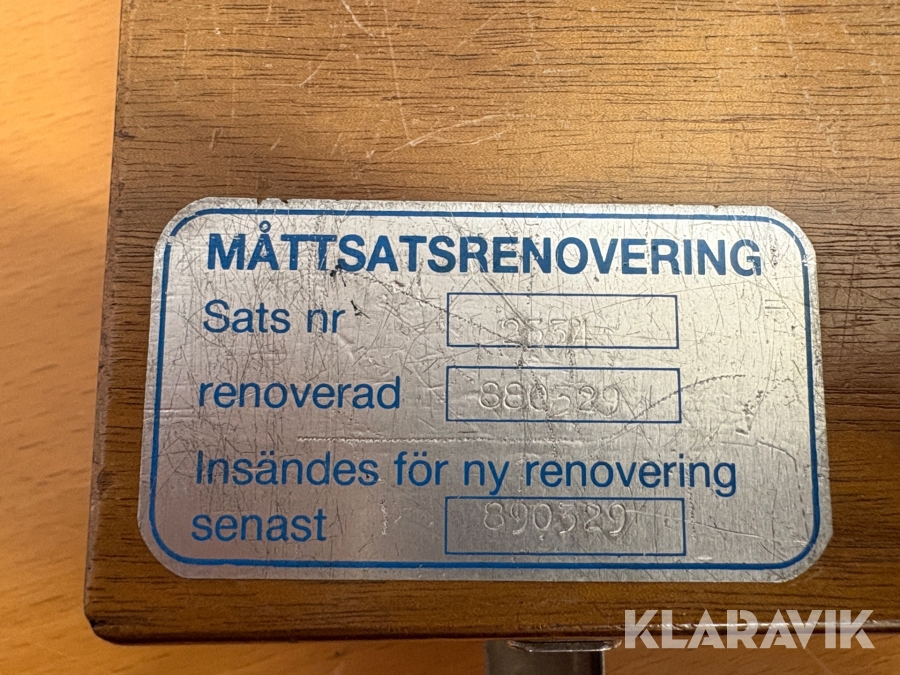 MÅTTSATSRENOVERING
Sats nr
renoverad 880329
Insändes för ny renovering
senast 890329
KLARAVIK